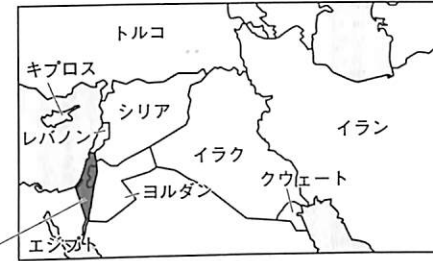 トルコ
キプロス
シリア
レバノン
イラク
イラン
クウェート
ヨルダン
エジプト